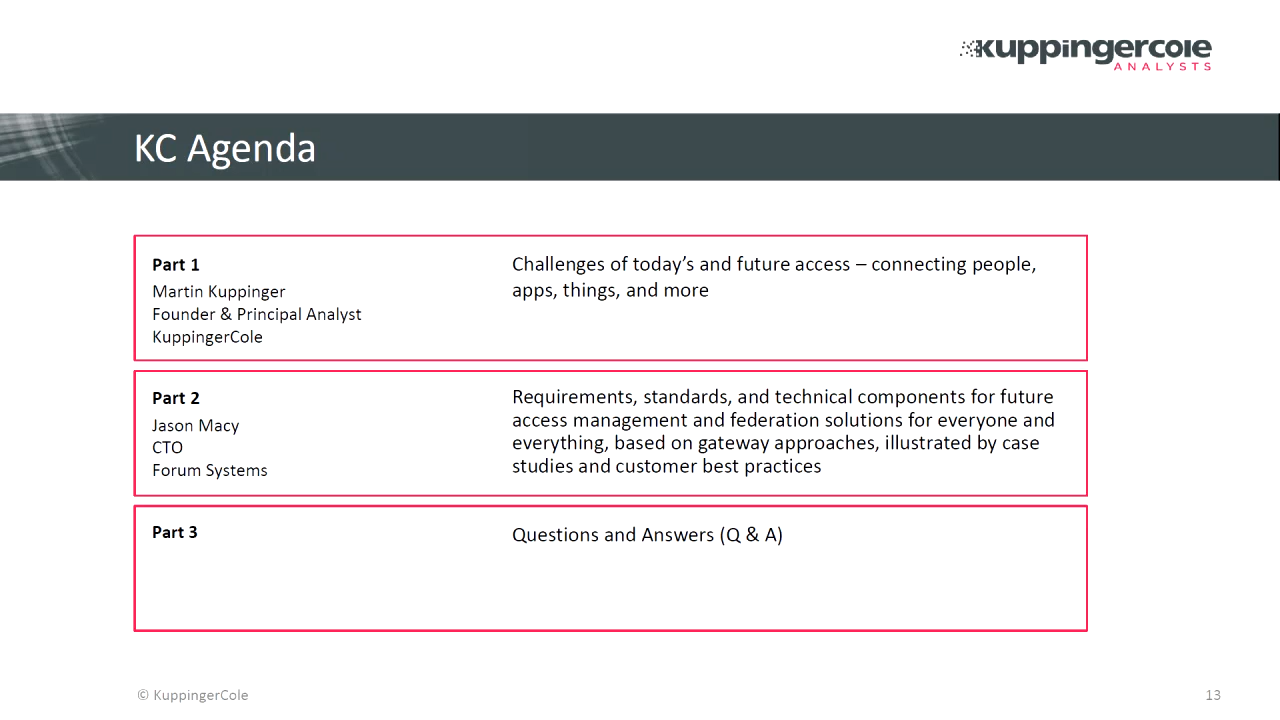 kuppingercole
ANALYSTS
KC Agenda
Part 1
Martin Kuppinger
Founder & Principal Analyst
KuppingerCole
Challenges of today’s and future access – connecting people,
apps, things, and more
Part 2
Jason Macy
CTO
Forum Systems
Requirements, standards, and technical components for future
access management and federation solutions for everyone and
everything, based on gateway approaches, illustrated by case
studies and customer best practices
Part 3
Questions and Answers (Q & A)
© KuppingerCole
13